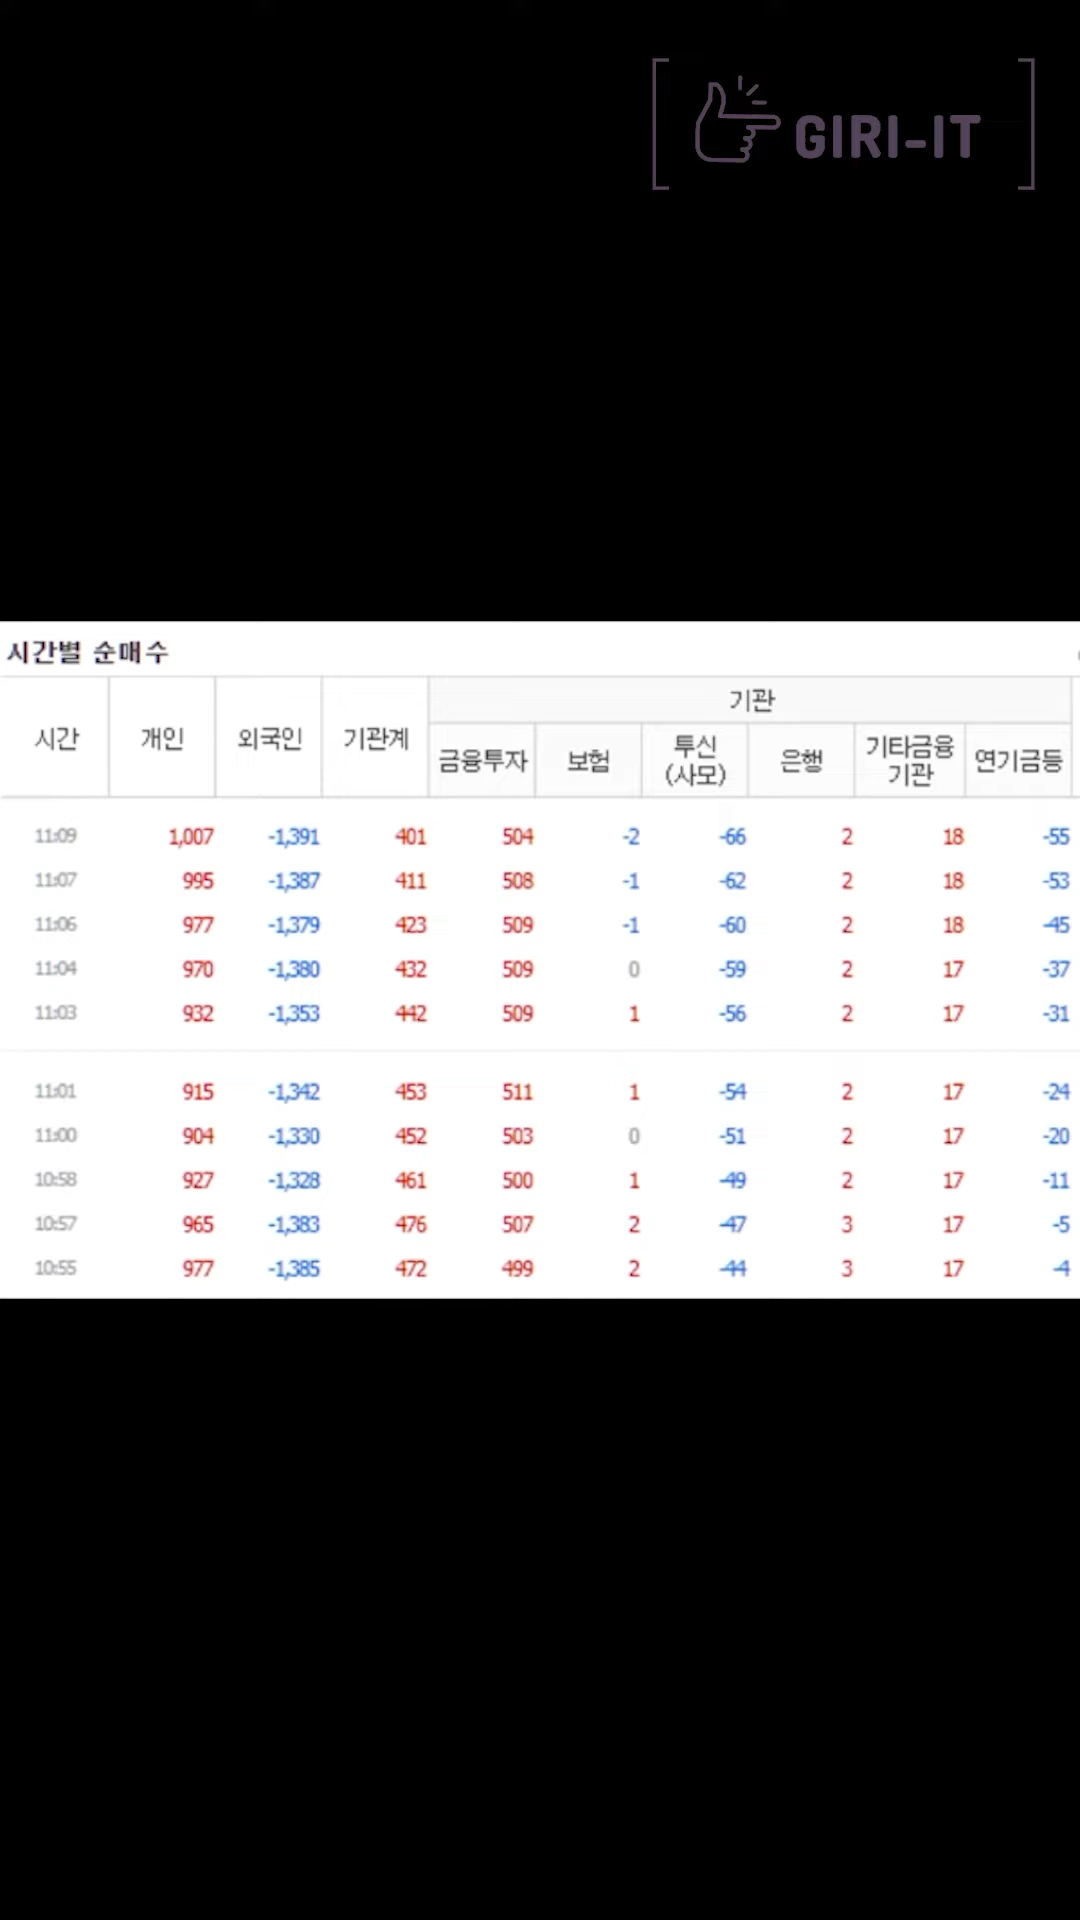 GIRI-IT
시간별 순매수
시간 개인 외국인 기관계 기관
금융투자 보험 투신(사모) 은행 기타금융기관 연기금등
11:09 1,007 -1,391 401 504 -2 -66 2 18 -55
11:07 995 -1,387 411 508 -1 -62 2 18 -53
11:06 977 -1,379 423 509 -1 -60 2 18 -45
11:04 970 -1,380 432 509 0 -59 2 17 -37
11:03 932 -1,353 442 509 1 -56 2 17 -31
11:01 915 -1,342 453 511 1 -54 2 17 -24
11:00 904 -1,330 452 503 0 -51 2 17 -20
10:58 927 -1,328 461 500 1 -49 2 17 -11
10:57 965 -1,383 476 507 2 -47 3 17 -5
10:55 977 -1,385 472 499 2 -44 3 17 -4